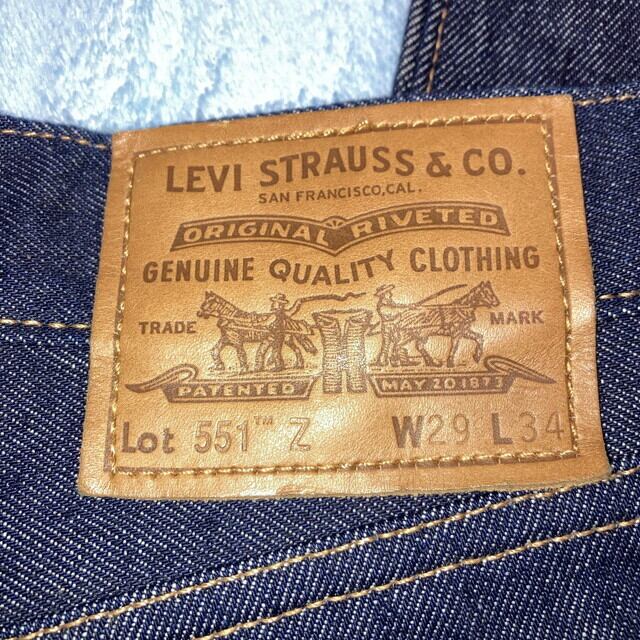 LEVI STRAUSS & CO.
SAN FRANCISCO, CAL.
ORIGINAL RIVETED
GENUINE QUALITY CLOTHING
TRADE MARK
PATENTED MAY 20.1873
Lot 551™ Z W29 L34